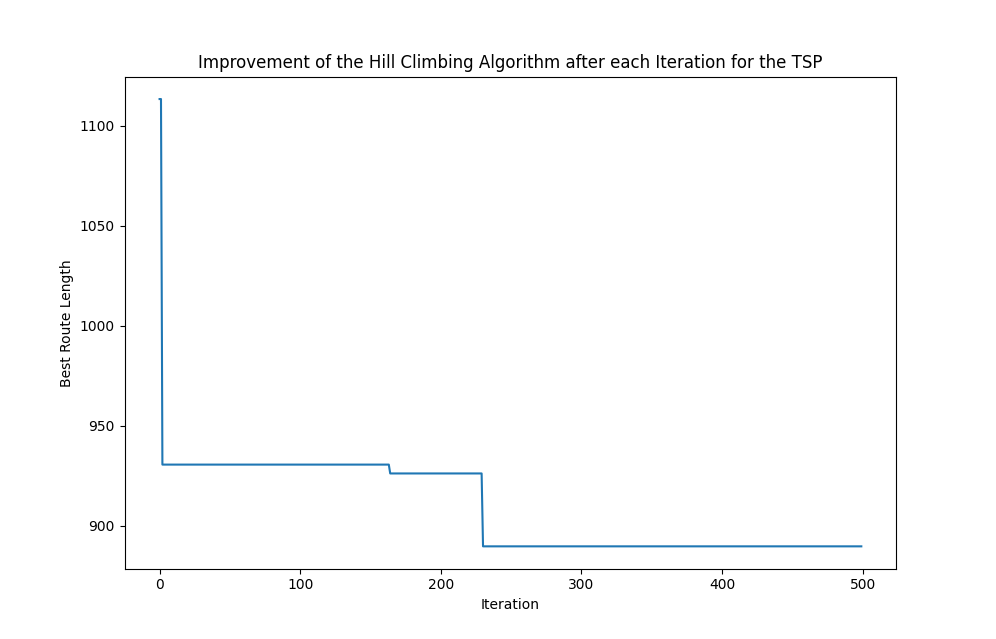 Improvement of the Hill Climbing Algorithm after each Iteration for the TSP
1100
1050
1000
950
900
Best Route Length
0 100 200 300 400 500
Iteration